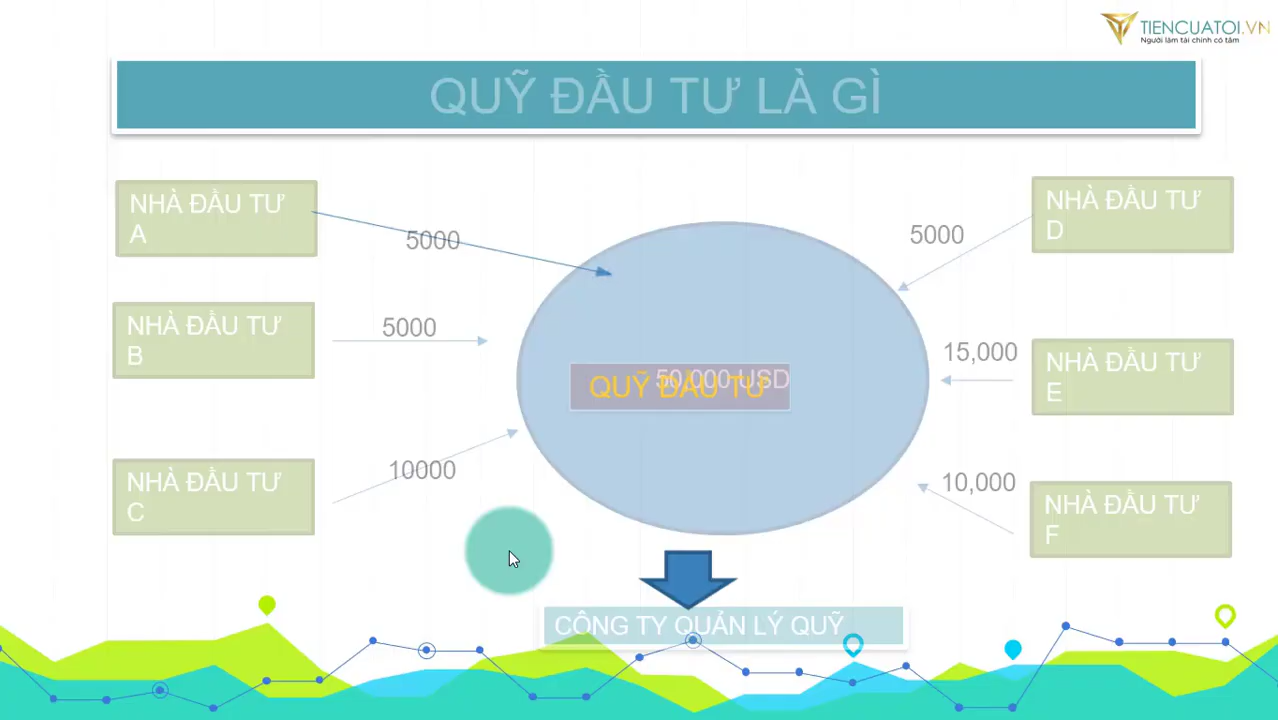 TIENCUATOI.VN
Người làm tài chính có tâm
QUỸ ĐẦU TƯ LÀ GÌ
NHÀ ĐẦU TƯ
A
5000
NHÀ ĐẦU TƯ
B
5000
NHÀ ĐẦU TƯ
C
10000
50,000 USD
QUỸ ĐẦU TƯ
NHÀ ĐẦU TƯ
D
5000
NHÀ ĐẦU TƯ
E
15,000
NHÀ ĐẦU TƯ
F
10,000
CÔNG TY QUẢN LÝ QUỸ